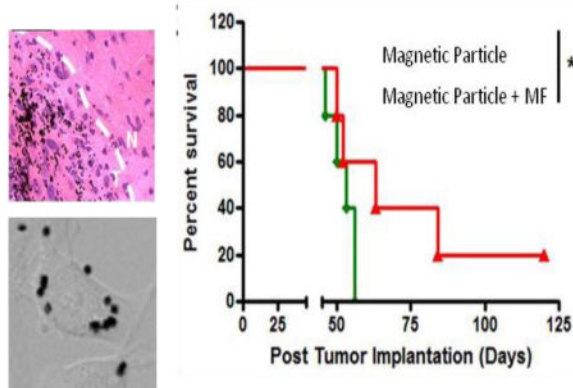 N
Magnetic Particle
*
Magnetic Particle + MF
Percent survival
120
100
80
60
40
20
0
0 25 50 75 100 125
Post Tumor Implantation (Days)